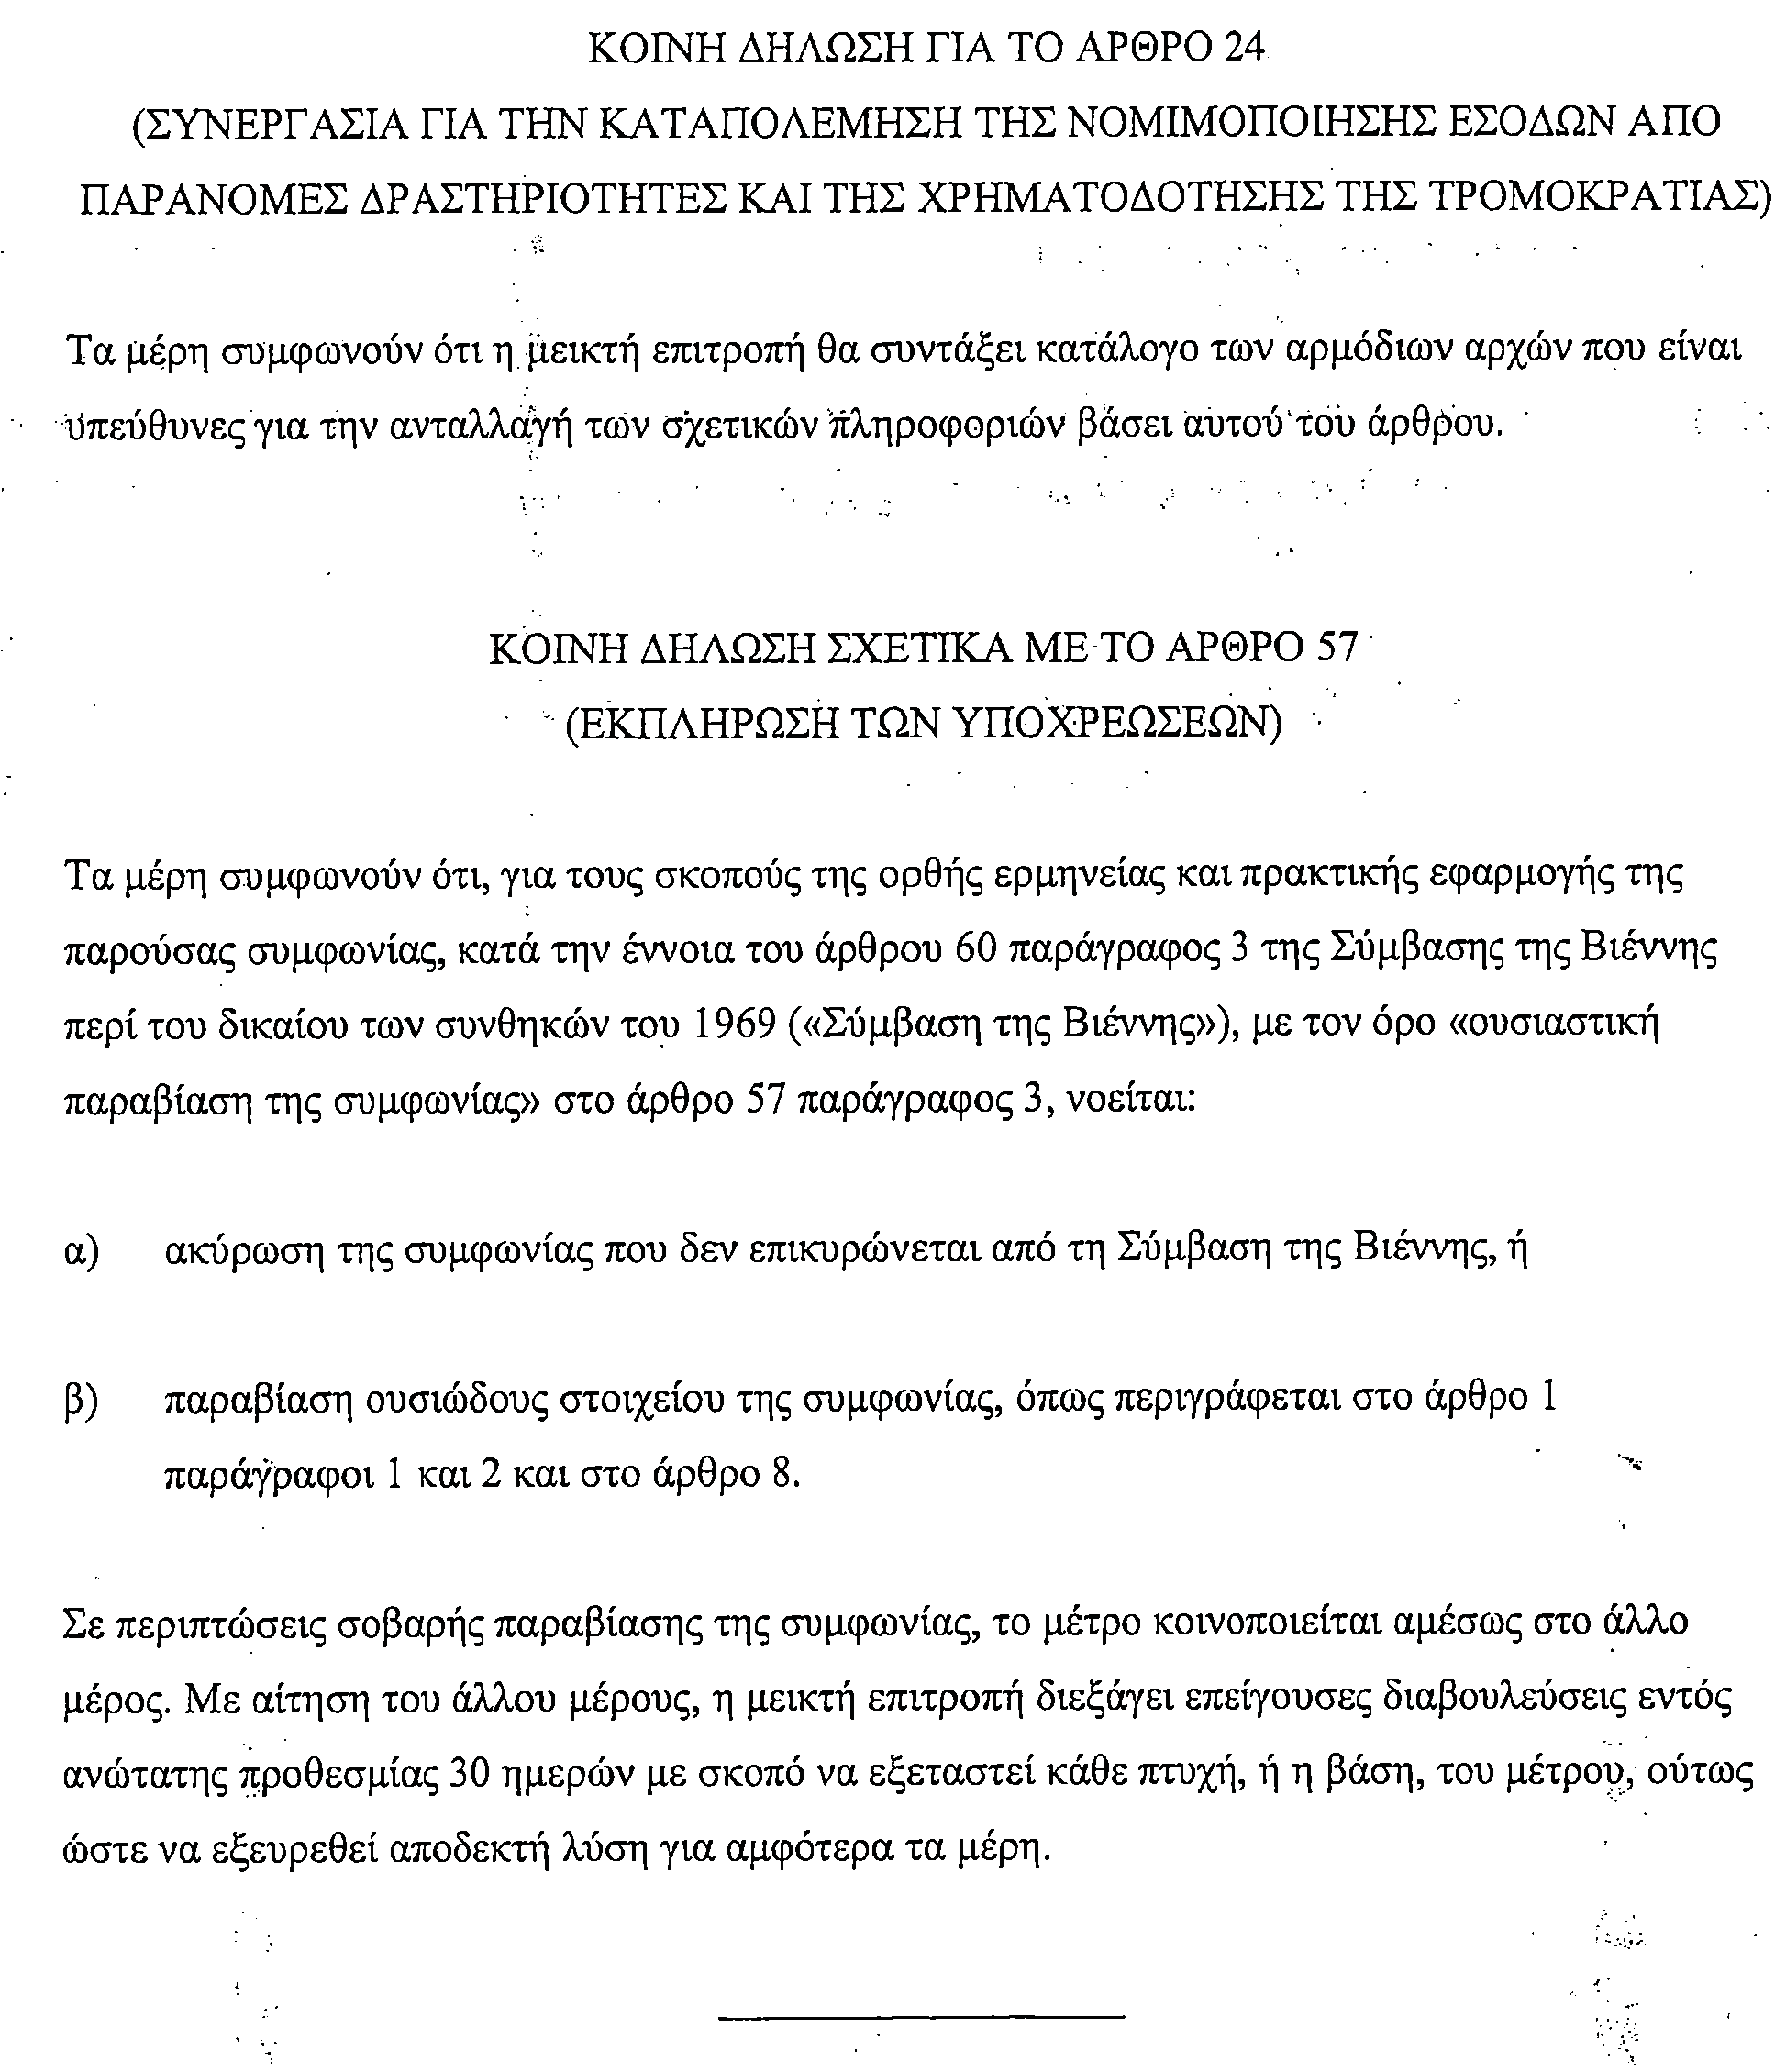 ΚΟΙΝΗ ΔΗΛΩΣΗ ΓΙΑ ΤΟ ΑΡΘΡΟ 24
(ΣΥΝΕΡΓΑΣΙΑ ΓΙΑ ΤΗΝ ΚΑΤΑΠΟΛΕΜΗΣΗ ΤΗΣ ΝΟΜΙΜΟΠΟΙΗΣΗΣ ΕΣΟΔΩΝ ΑΠΟ
ΠΑΡΑΝΟΜΕΣ ΔΡΑΣΤΗΡΙΟΤΗΤΕΣ ΚΑΙ ΤΗΣ ΧΡΗΜΑΤΟΔΟΤΗΣΗΣ ΤΗΣ ΤΡΟΜΟΚΡΑΤΙΑΣ)
Τα μέρη συμφωνούν ότι η μεικτή επιτροπή θα συντάξει κατάλογο των αρμόδιων αρχών που είναι
υπεύθυνες για την ανταλλαγή των σχετικών πληροφοριών βάσει αυτού του άρθρου.
ΚΟΙΝΗ ΔΗΛΩΣΗ ΣΧΕΤΙΚΑ ΜΕ ΤΟ ΑΡΘΡΟ 57
(ΕΚΠΛΗΡΩΣΗ ΤΩΝ ΥΠΟΧΡΕΩΣΕΩΝ)
Τα μέρη συμφωνούν ότι, για τους σκοπούς της ορθής ερμηνείας και πρακτικής εφαρμογής της
παρούσας συμφωνίας, κατά την έννοια του άρθρου 60 παράγραφος 3 της Σύμβασης της Βιέννης
περί του δικαίου των συνθηκών του 1969 («Σύμβαση της Βιέννης»), με τον όρο «ουσιαστική
παραβίαση της συμφωνίας» στο άρθρο 57 παράγραφος 3, νοείται:
α) ακύρωση της συμφωνίας που δεν επικυρώνεται από τη Σύμβαση της Βιέννης, ή
β) παραβίαση ουσιώδους στοιχείου της συμφωνίας, όπως περιγράφεται στο άρθρο 1
παράγραφοι 1 και 2 και στο άρθρο 8.
Σε περιπτώσεις σοβαρής παραβίασης της συμφωνίας, το μέτρο κοινοποιείται αμέσως στο άλλο
μέρος. Με αίτηση του άλλου μέρους, η μεικτή επιτροπή διεξάγει επείγουσες διαβουλεύσεις εντός
ανώτατης προθεσμίας 30 ημερών με σκοπό να εξεταστεί κάθε πτυχή, ή η βάση, του μέτρου, ούτως
ώστε να εξευρεθεί αποδεκτή λύση για αμφότερα τα μέρη.